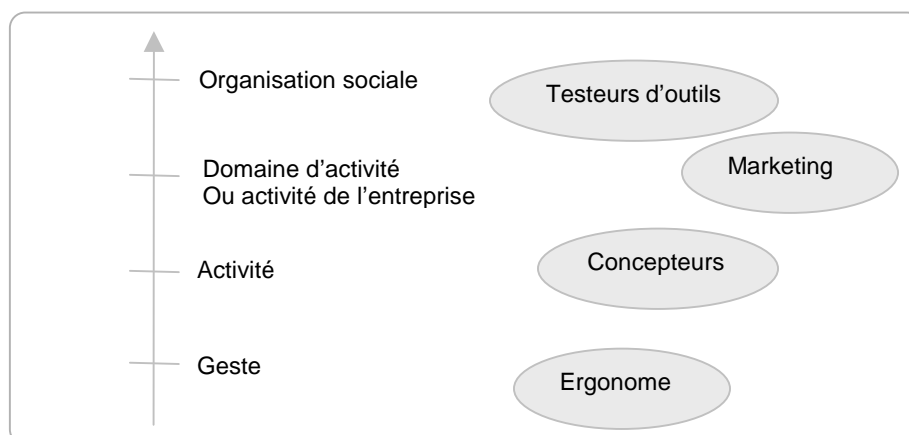 Organisation sociale
Testeurs d’outils
Domaine d’activité
Ou activité de l’entreprise
Marketing
Activité
Concepteurs
Geste
Ergonome